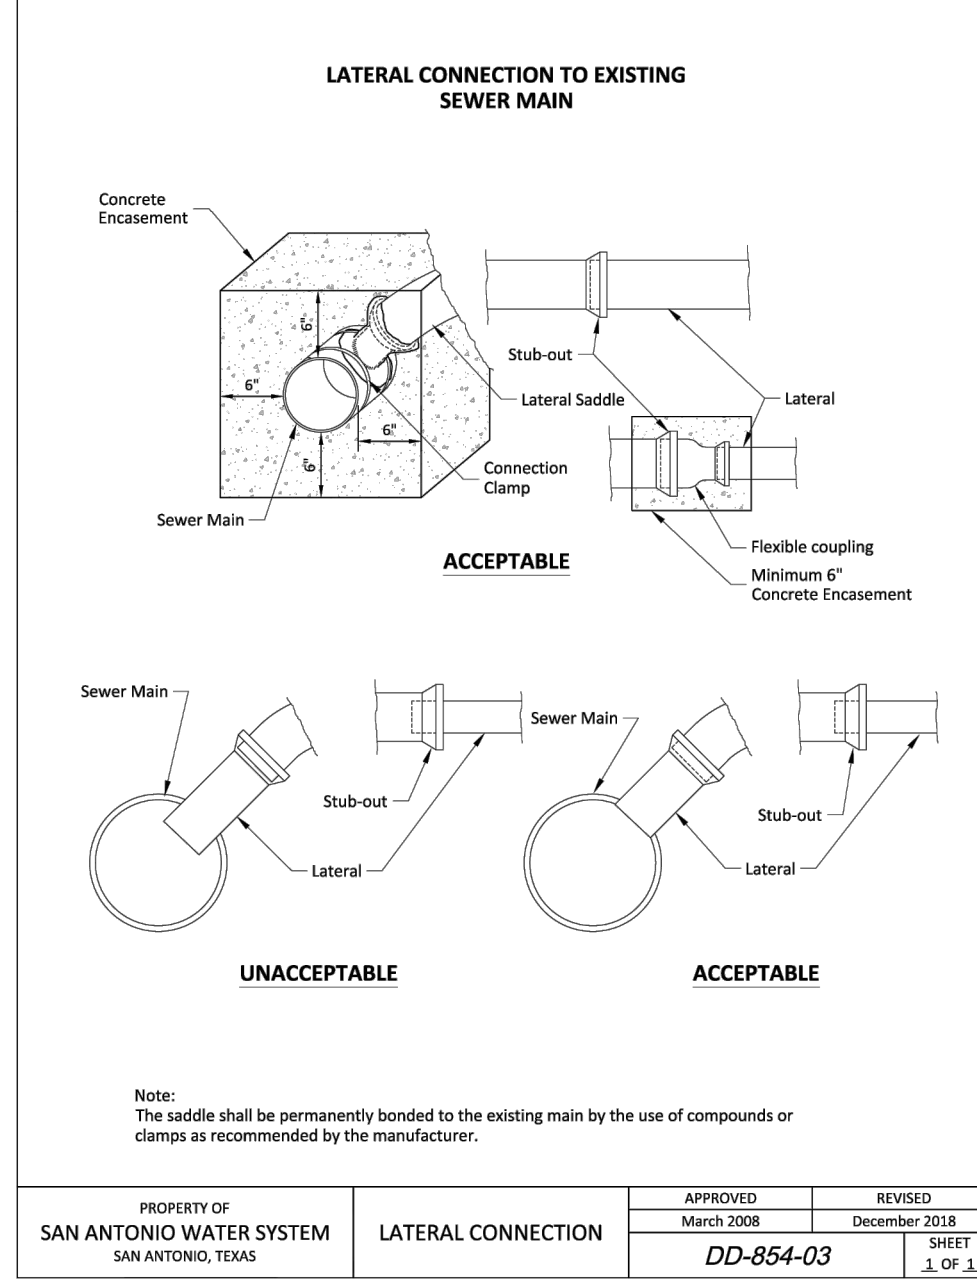 LATERAL CONNECTION TO EXISTING
SEWER MAIN
Concrete
Encasement
6"
6"
6"
6"
Stub-out
Lateral Saddle
Lateral
Connection
Clamp
Sewer Main
Flexible coupling
ACCEPTABLE
Minimum 6"
Concrete Encasement
Sewer Main
Stub-out
Lateral
UNACCEPTABLE
Sewer Main
Stub-out
Lateral
ACCEPTABLE
Note:
The saddle shall be permanently bonded to the existing main by the use of compounds or
clamps as recommended by the manufacturer.
PROPERTY OF
SAN ANTONIO WATER SYSTEM
SAN ANTONIO, TEXAS
LATERAL CONNECTION
APPROVED
March 2008
REVISED
December 2018
DD-854-03
SHEET
1 OF 1